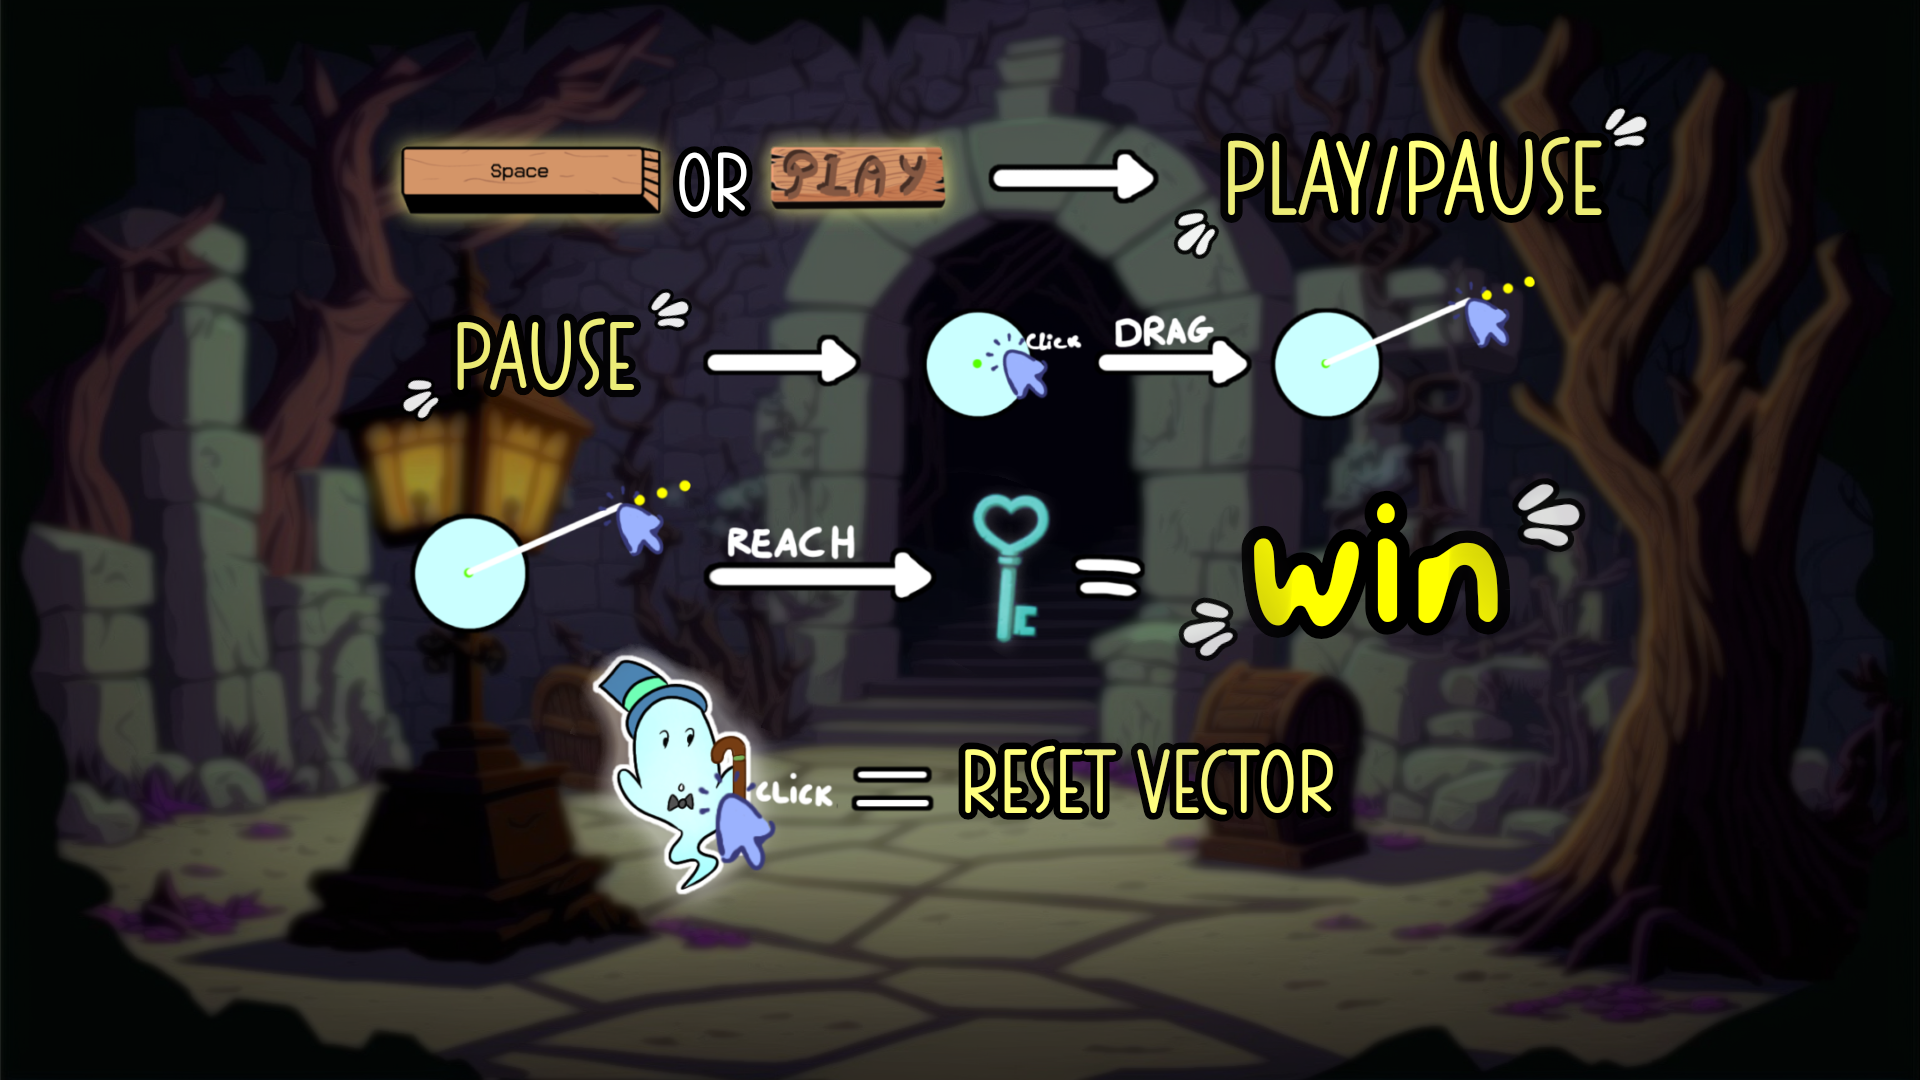 Space OR PLAY PLAY/PAUSE
PAUSE CLICK DRAG
REACH = win
CLICK = RESET VECTOR